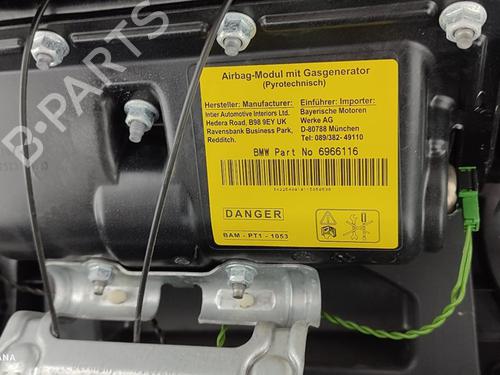 Airbag-Modul mit Gasgenerator
(Pyrotechnisch)
Hersteller: Manufacturer: Einführer: Importer:
Intier Automotive Interiors Ltd. Bayerische Motoren
Hedera Road, B98 9EY UK Werke AG
Ravensbank Business Park, D-80788 München
Redditch. Tel: 089/382- 49110
BMW Part No 6966116
DANGER
BAM - PT1 - 1053